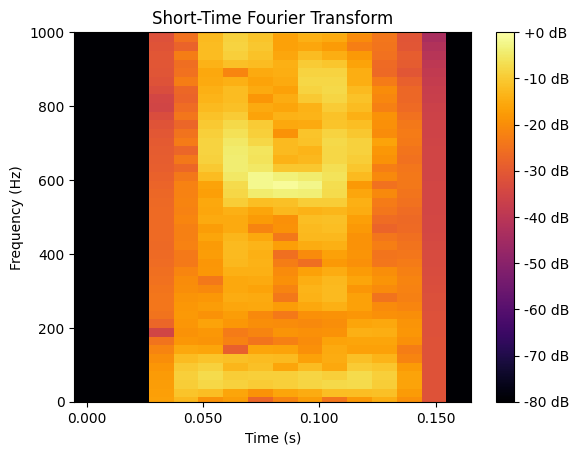 Short-Time Fourier Transform
1000
800
600
400
200
0
Frequency (Hz)
0.000
0.050
0.100
0.150
Time (s)
+0 dB
-10 dB
-20 dB
-30 dB
-40 dB
-50 dB
-60 dB
-70 dB
-80 dB